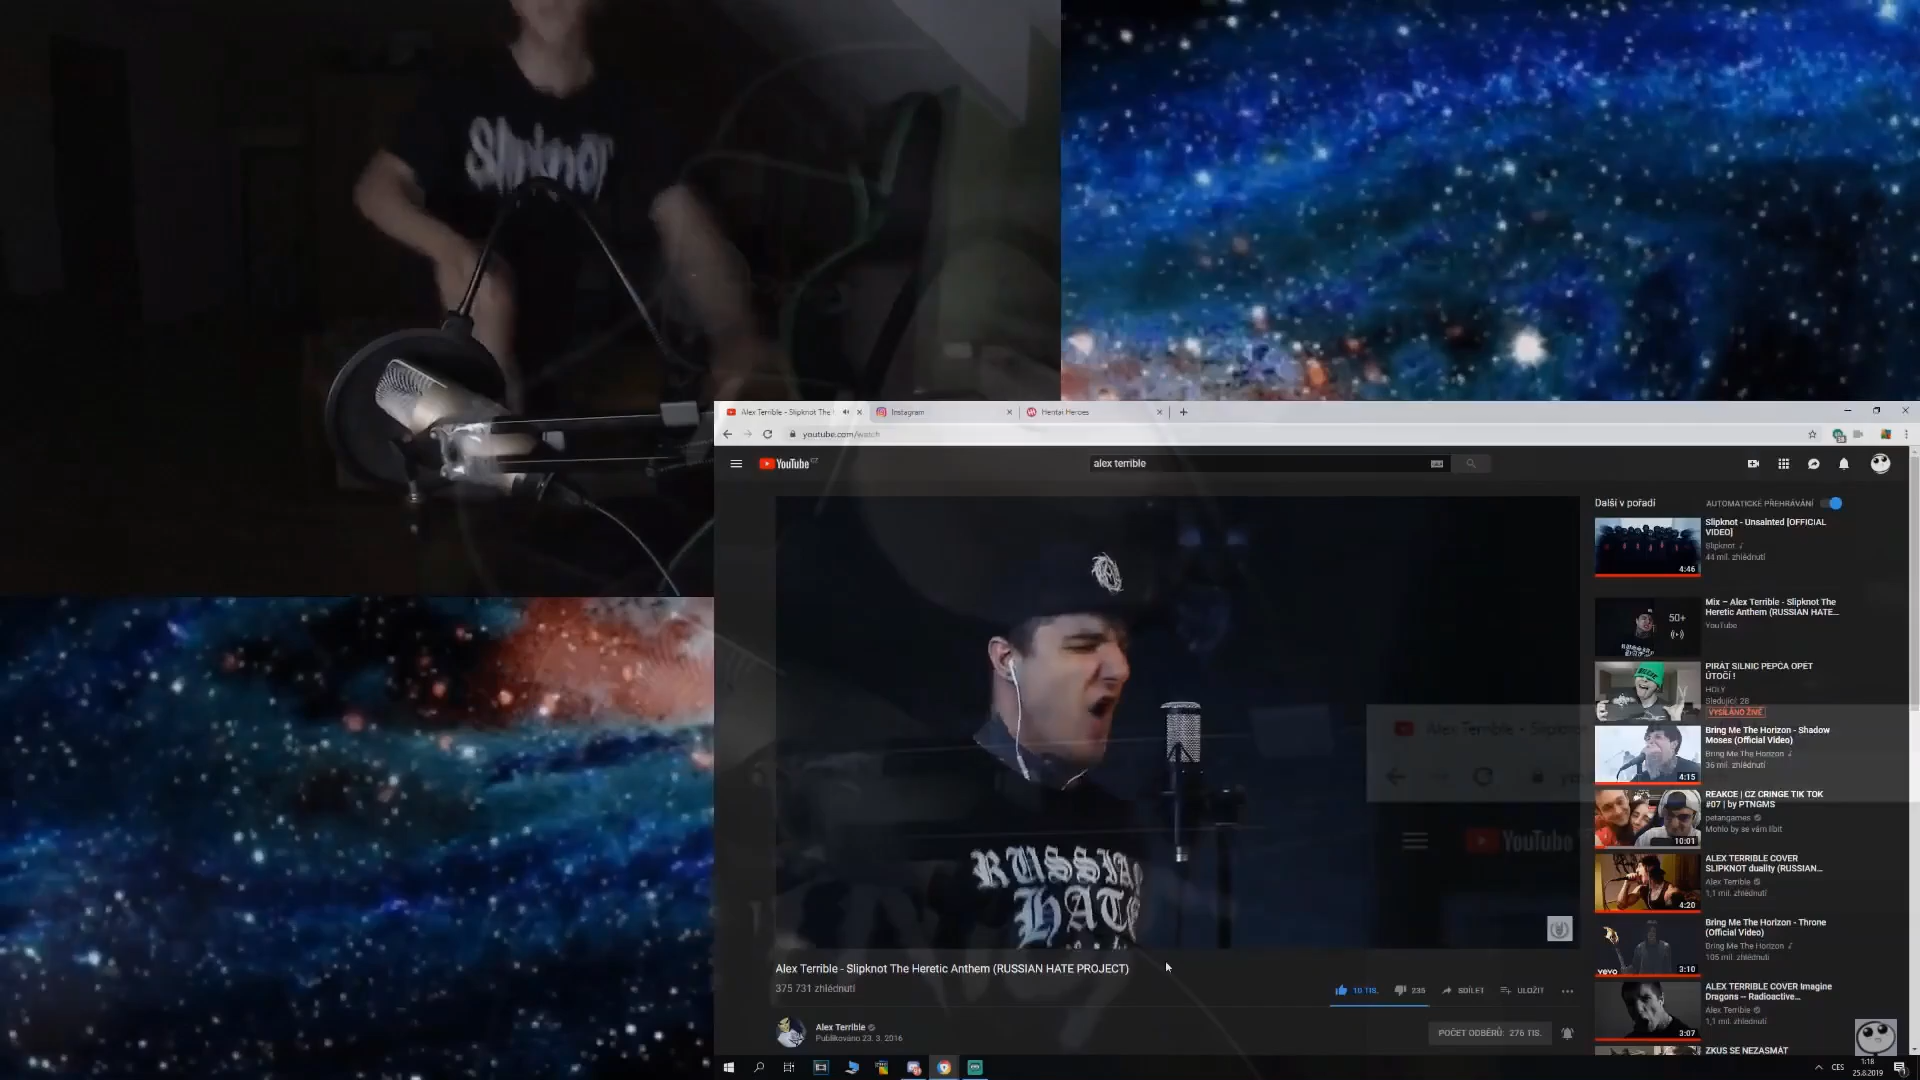 Slipknot
Alex Terrible - Slipknot The
Instagram
Hentai Heroes
youtube.com/watch
YouTube CZ
alex terrible
RUSSIAN
HATE
Další v pořadí
AUTOMATICKÉ PŘEHRÁVÁNÍ
Slipknot - Unsainted [OFFICIAL
VIDEO]
Slipknot
44 mil. zhlédnutí
4:46
50+
Mix – Alex Terrible - Slipknot The
Heretic Anthem (RUSSIAN HATE...
YouTube
PIRÁT SILNIC PEPČA OPĚT
ÚTOČÍ !
HOLY
Sledující: 28
VYSÍLÁNO ŽIVĚ
Bring Me The Horizon - Shadow
Moses (Official Video)
Bring Me The Horizon
36 mil. zhlédnutí
4:15
REAKCE | CZ CRINGE TIK TOK
#07 | by PTNGMS
petangames
Mohlo by se vám líbit
10:01
ALEX TERRIBLE COVER
SLIPKNOT duality (RUSSIAN...
Alex Terrible
1,1 mil. zhlédnutí
4:20
Bring Me The Horizon - Throne
(Official Video)
Bring Me The Horizon
105 mil. zhlédnutí
vevo
3:10
ALEX TERRIBLE COVER Imagine
Dragons -- Radioactive...
Alex Terrible
1,1 mil. zhlédnutí
3:07
ZKUS SE NEZASMÁT
Alex Terrible - Slipknot
YouTube
Alex Terrible - Slipknot The Heretic Anthem (RUSSIAN HATE PROJECT)
375 731 zhlédnutí
10 TIS.
235
SDÍLET
ULOŽIT
Alex Terrible
Publikováno 23. 3. 2016
POČET ODBĚRŮ: 276 TIS.
CES
1:18
25.8.2019